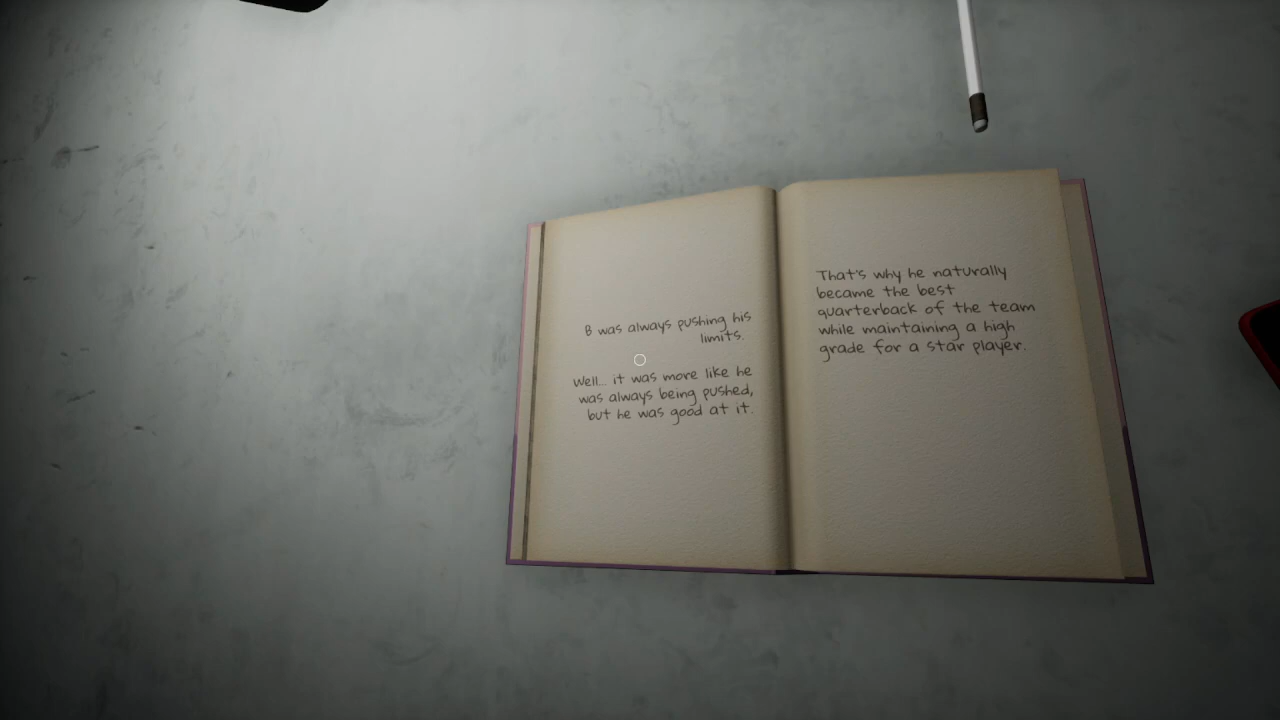 B was always pushing his
limits.
Well... it was more like he
was always being pushed,
but he was good at it.
That's why he naturally
became the best
quarterback of the team
while maintaining a high
grade for a star player.